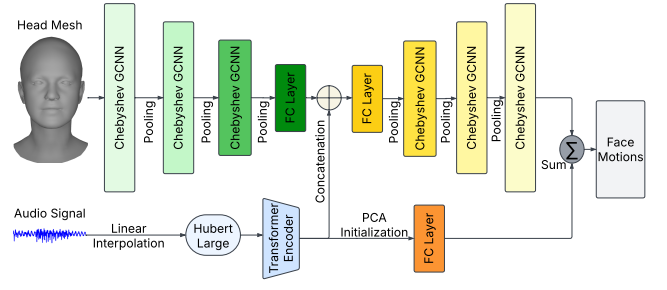 Head Mesh
Chebyshev GCNN
Pooling
Chebyshev GCNN
Pooling
Chebyshev GCNN
Pooling
FC Layer
Concatenation
FC Layer
Pooling
Chebyshev GCNN
Pooling
Chebyshev GCNN
Pooling
Chebyshev GCNN
Σ
Sum
Face
Motions
Audio Signal
Linear
Interpolation
Hubert
Large
Transformer
Encoder
PCA
Initialization
FC Layer